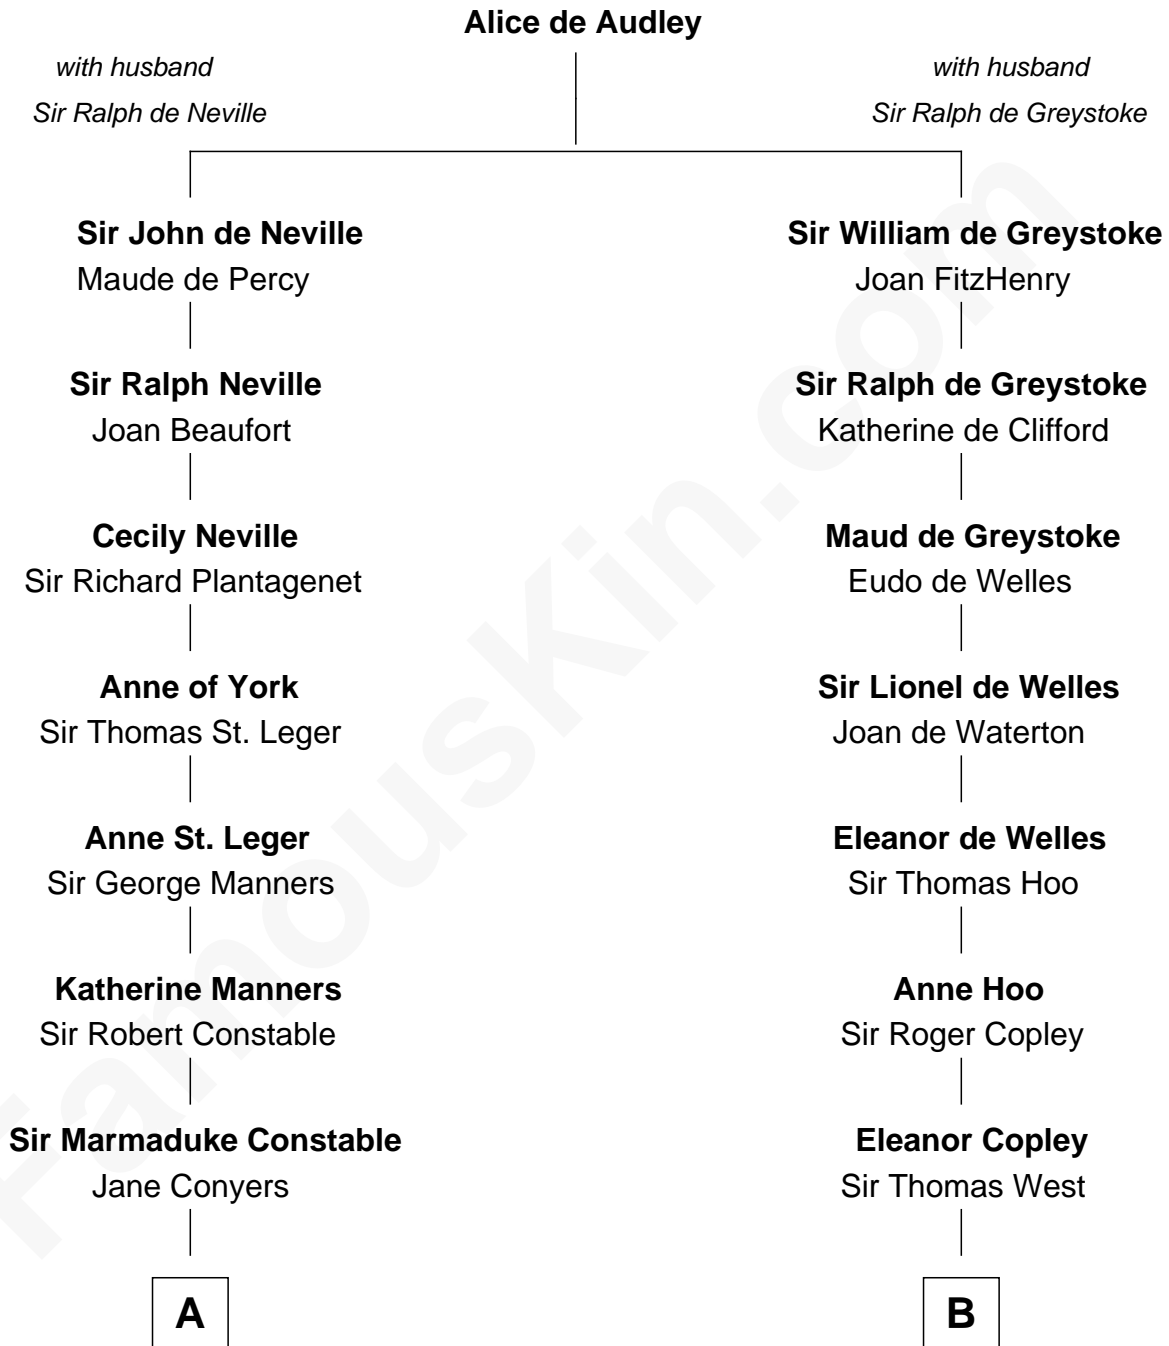 Alice de Audley
with husband
Sir Ralph de Neville
with husband
Sir Ralph de Greystoke
Sir John de Neville
Maude de Percy
Sir Ralph Neville
Joan Beaufort
Cecily Neville
Sir Richard Plantagenet
Anne of York
Sir Thomas St. Leger
Anne St. Leger
Sir George Manners
Katherine Manners
Sir Robert Constable
Sir Marmaduke Constable
Jane Conyers
A
Sir William de Greystoke
Joan FitzHenry
Sir Ralph de Greystoke
Katherine de Clifford
Maud de Greystoke
Eudo de Welles
Sir Lionel de Welles
Joan de Waterton
Eleanor de Welles
Sir Thomas Hoo
Anne Hoo
Sir Roger Copley
Eleanor Copley
Sir Thomas West
B
FamousKin.com